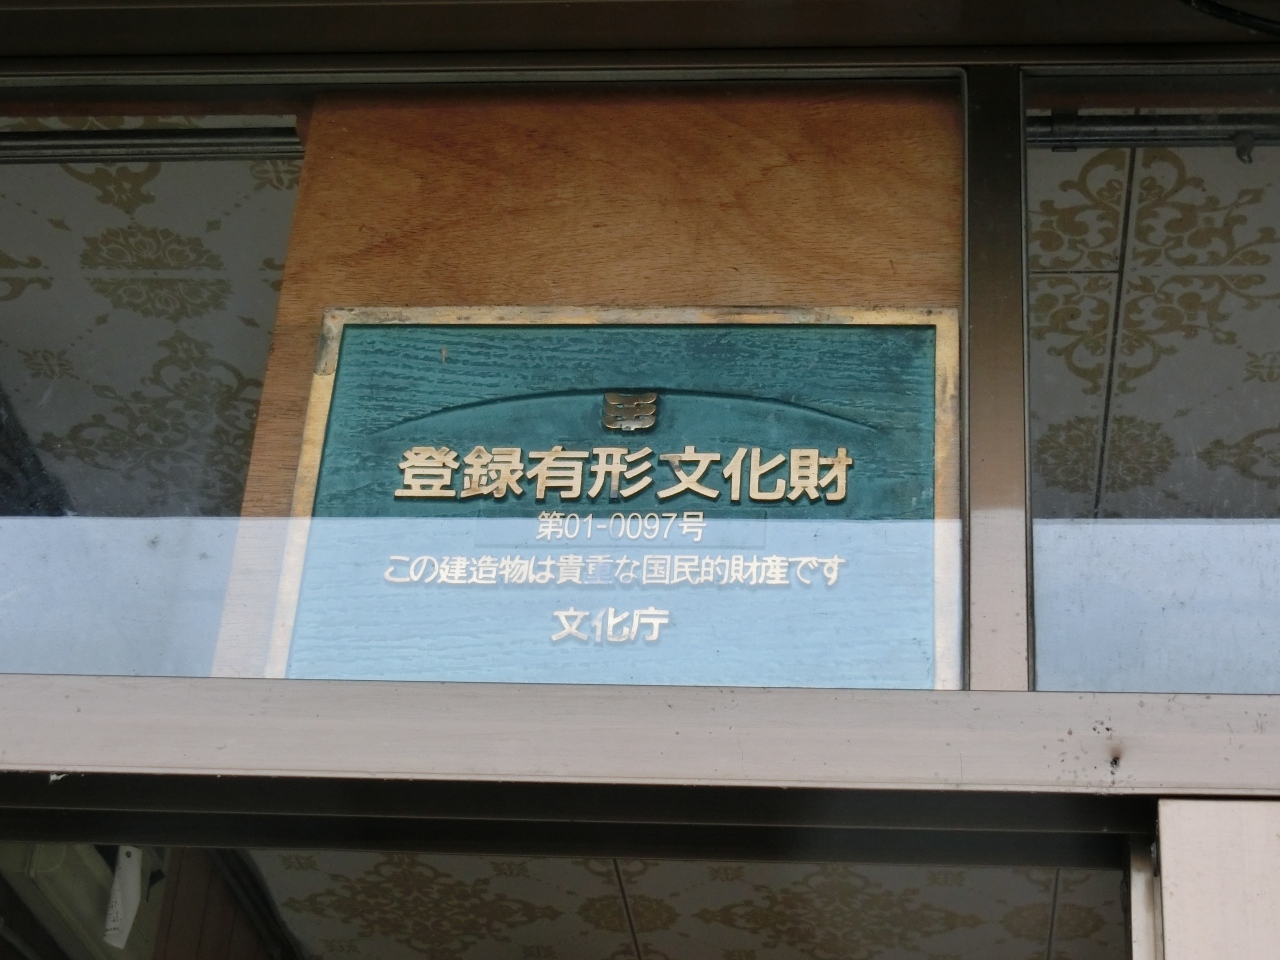 登録有形文化財
第01-0097号
この建造物は貴重な国民的財産です
文化庁